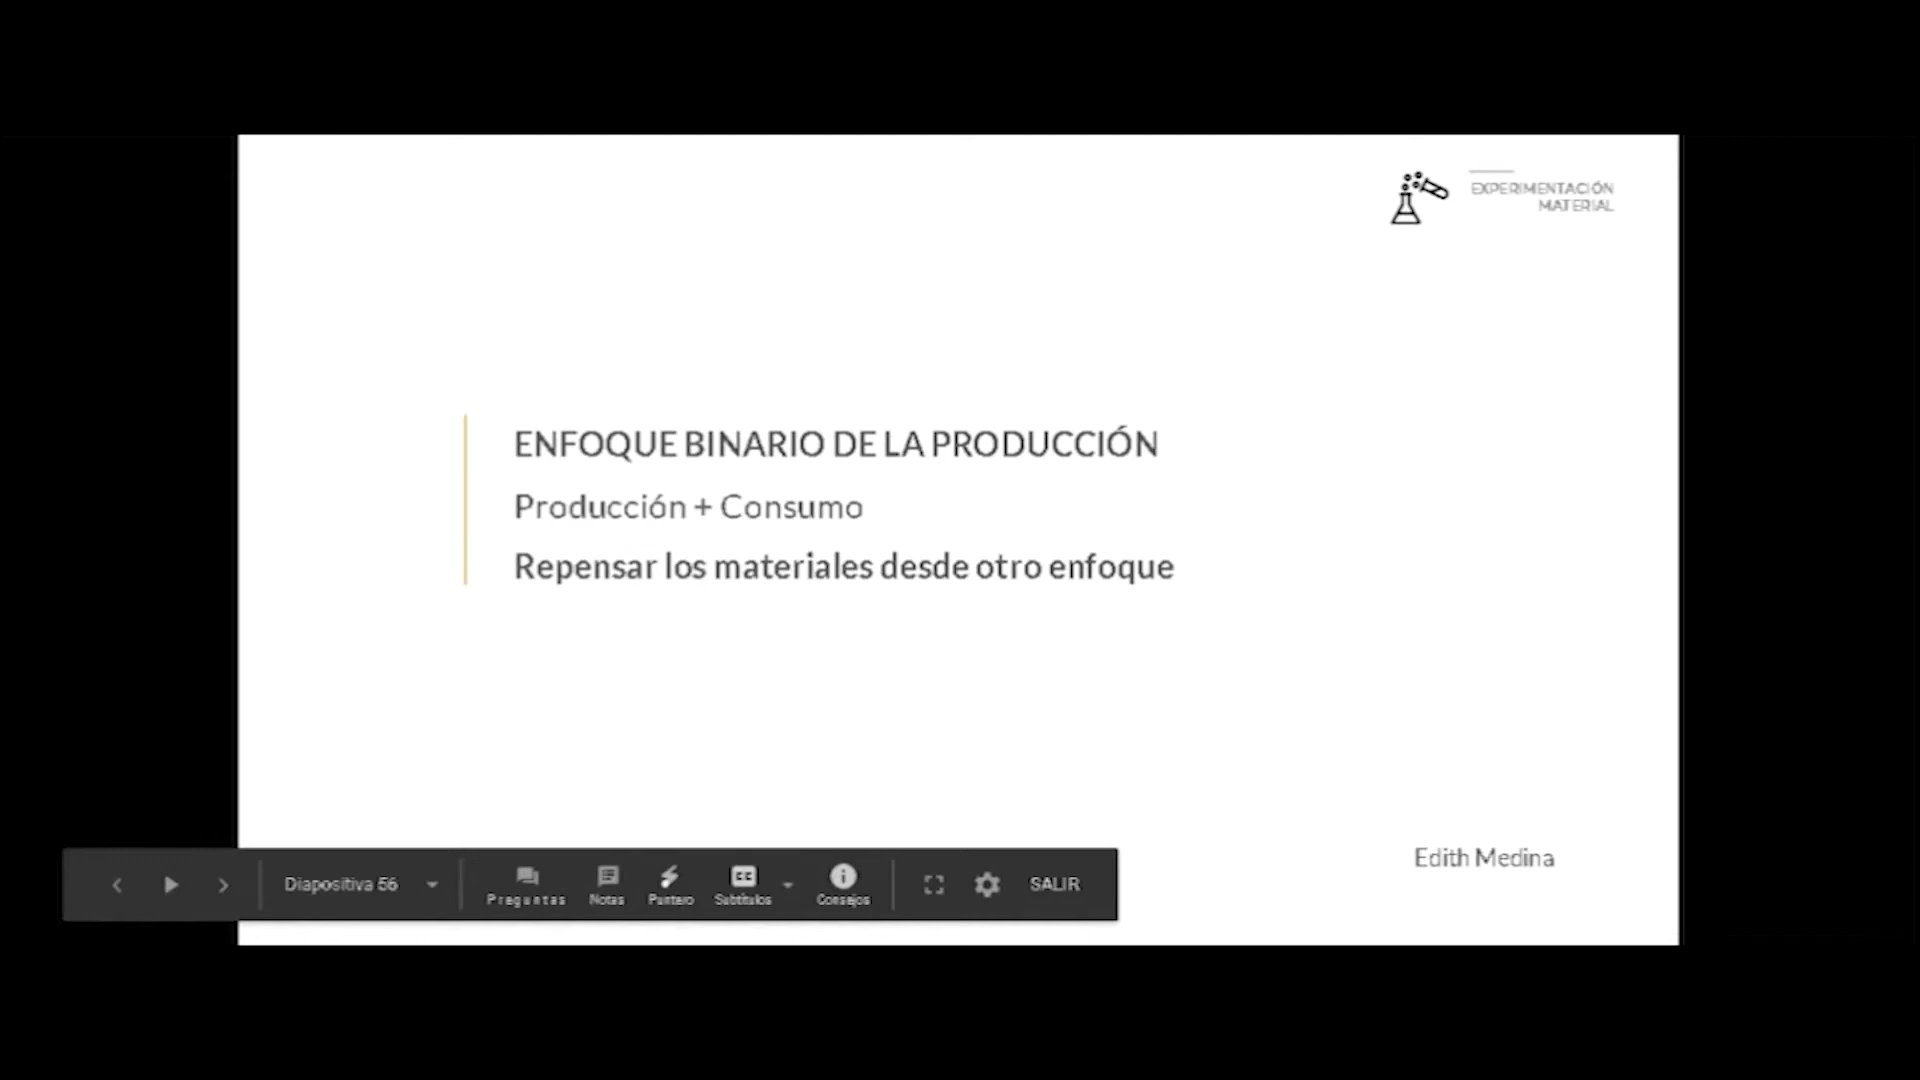 EXPERIMENTACIÓN
MATERIAL
ENFOQUE BINARIO DE LA PRODUCCIÓN
Producción + Consumo
Repensar los materiales desde otro enfoque
Edith Medina
Diapositiva 56
Preguntas
Notas
Puntero
CC
Subtítulos
Consejos
SALIR